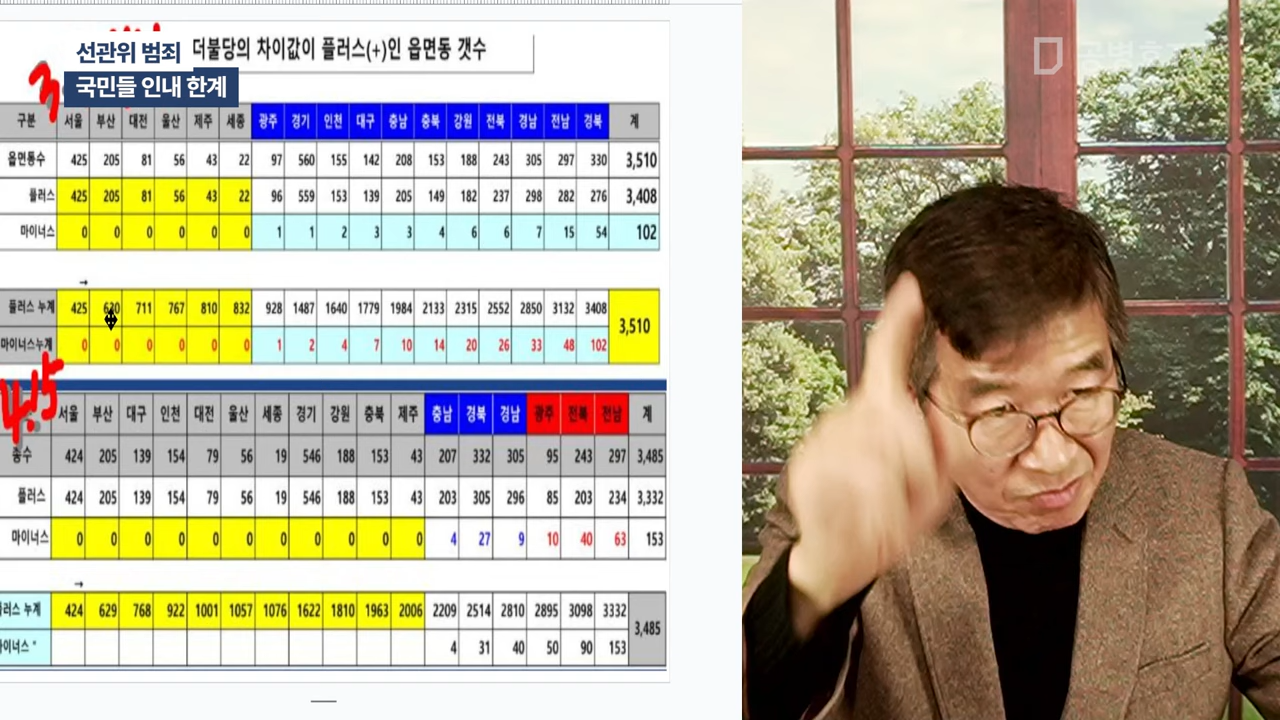 선관위 범죄
국민들 인내 한계
더불당의 차이값이 플러스(+)인 읍면동 갯수
구분 서울 부산 대전 울산 제주 세종 광주 경기 인천 대구 충남 충북 강원 전북 경남 전남 경북 계
읍면동수 425 205 81 56 43 22 97 560 155 142 208 153 188 243 305 297 330 3,510
플러스 425 205 81 56 43 22 96 559 153 139 205 149 182 237 298 282 276 3,408
마이너스 0 0 0 0 0 0 1 1 2 3 3 4 6 6 7 15 54 102
→
플러스 누계 425 630 711 767 810 832 928 1487 1640 1779 1984 2133 2315 2552 2850 3132 3408 3,510
마이너스누계 0 0 0 0 0 0 1 2 4 7 10 14 20 26 33 48 102
4.15
서울 부산 대구 인천 대전 울산 세종 경기 강원 충북 제주 충남 경북 경남 광주 전북 전남 계
총수 424 205 139 154 79 56 19 546 188 153 43 207 332 305 95 243 297 3,485
플러스 424 205 139 154 79 56 19 546 188 153 43 203 305 296 85 203 234 3,332
마이너스 0 0 0 0 0 0 0 0 0 0 0 4 27 9 10 40 63 153
→
러스 누계 424 629 768 922 1001 1057 1076 1622 1810 1963 2006 2209 2514 2810 2895 3098 3332 3,485
이너스 " 4 31 40 50 90 153